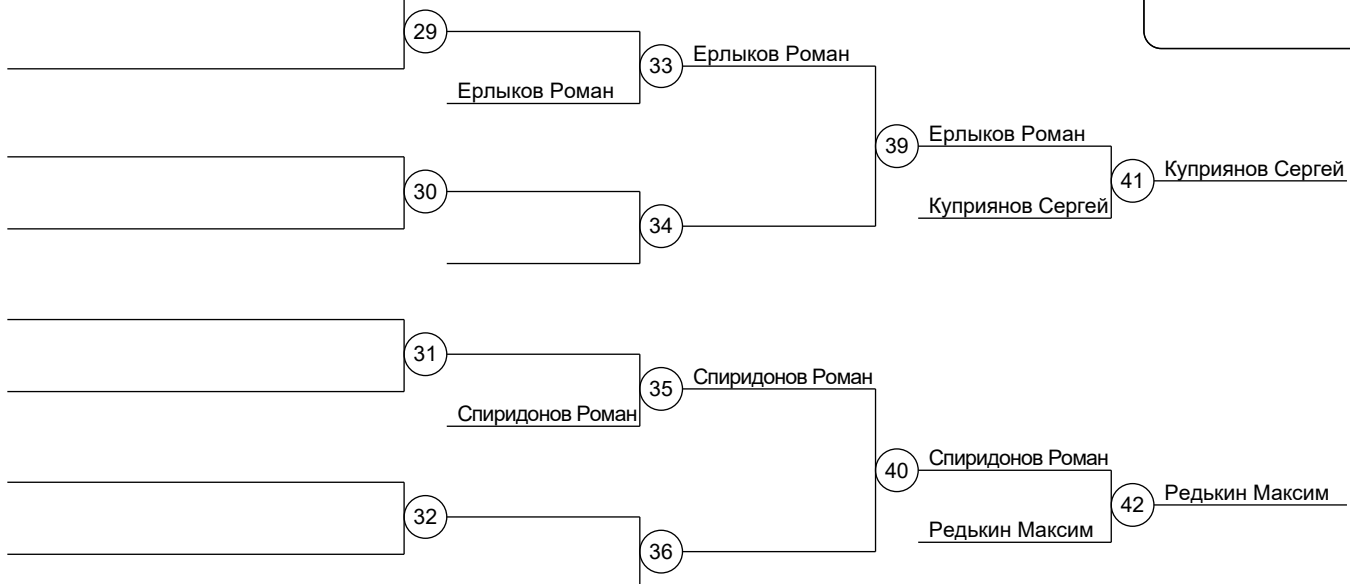 29
33
Ерлыков Роман
Ерлыков Роман
39
Ерлыков Роман
41
Куприянов Сергей
30
Куприянов Сергей
34
31
35
Спиридонов Роман
Спиридонов Роман
40
Спиридонов Роман
42
Редькин Максим
32
Редькин Максим
36